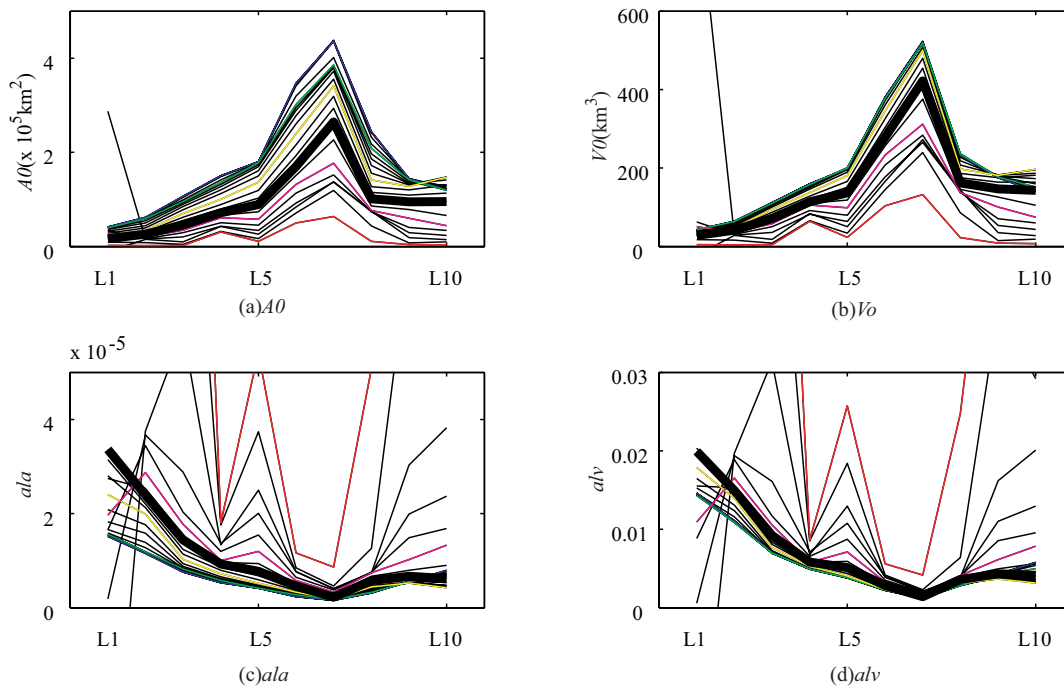 4
2
0
A0(x 10^5km^2)
L1 L5 L10
(a)A0
600
400
200
0
V0(km^3)
L1 L5 L10
(b)Vo
x 10^-5
4
2
0
ala
L1 L5 L10
(c)ala
0.03
0.02
0.01
0
alv
L1 L5 L10
(d)alv